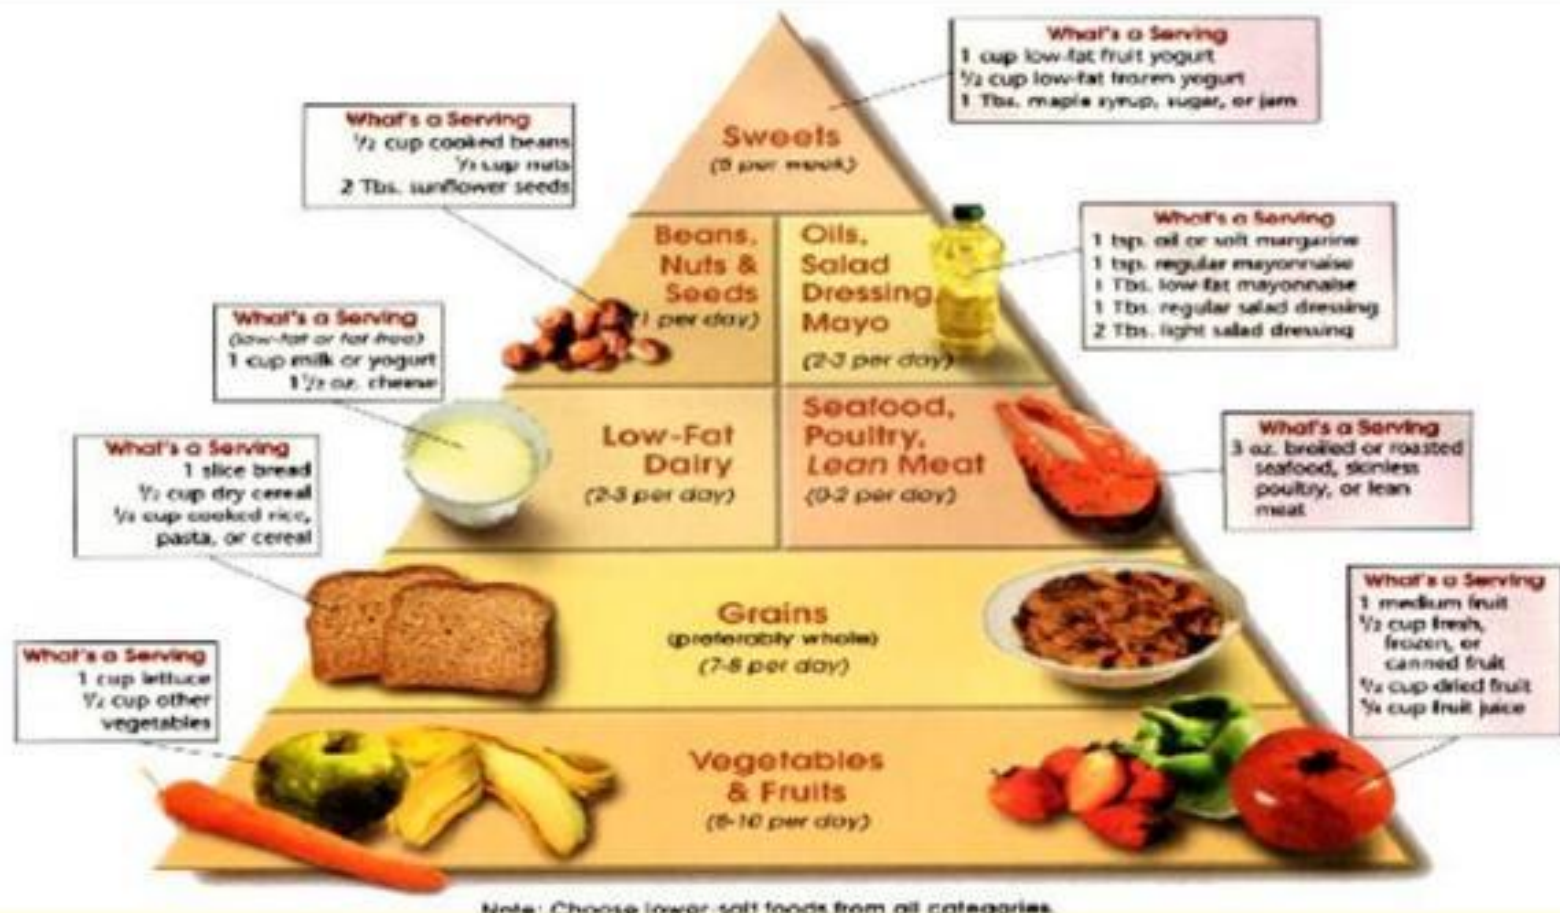 What's a Serving
1 cup low-fat fruit yogurt
½ cup low-fat frozen yogurt
1 Tbs. maple syrup, sugar, or jam
Sweets
(5 per week)
What's a Serving
½ cup cooked beans
cup nuts
2 Tbs. sunflower seeds
Beans,
Nuts &
Seeds
(1 per day)
Oils,
Salad
Dressing,
Mayo
(2-3 per day)
What's a Serving
1 tsp. oil or soft margarine
1 tsp. regular mayonnaise
1 Tbs. low-fat mayonnaise
1 Tbs. regular salad dressing
2 Tbs. light salad dressing
What's a Serving
(low-fat or fat free)
1 cup milk or yogurt
1½ oz. cheese
Low-Fat
Dairy
(2-3 per day)
Seafood,
Poultry,
Lean Meat
(0-2 per day)
What's a Serving
3 oz. broiled or roasted
seafood, skinless
poultry, or lean
meat
What's a Serving
1 slice bread
½ cup dry cereal
½ cup cooked rice,
pasta, or cereal
Grains
(preferably whole)
(7-8 per day)
What's a Serving
1 medium fruit
½ cup fresh,
frozen, or
canned fruit
cup dried fruit
¾ cup fruit juice
What's a Serving
1 cup lettuce
½ cup other
vegetables
Vegetables
& Fruits
(8-10 per day)
Note: Choose lower-salt foods from all categories.